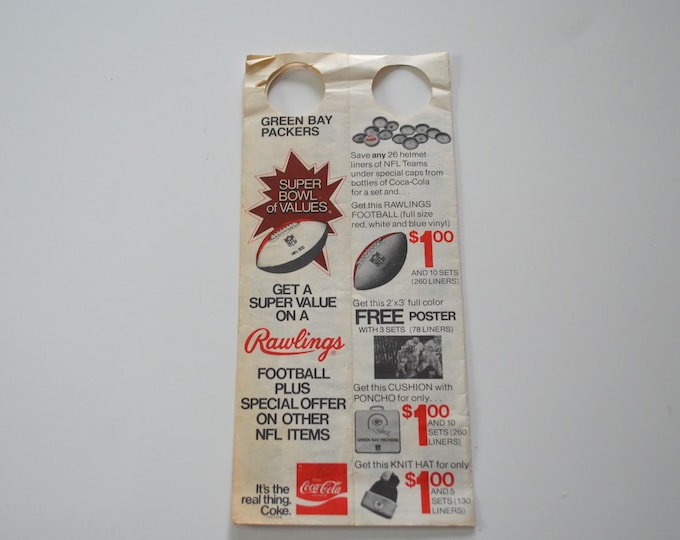 GREEN BAY
PACKERS
SUPER
BOWL
of VALUES
GET A
SUPER VALUE
ON A
Rawlings®
FOOTBALL
PLUS
SPECIAL OFFER
ON OTHER
NFL ITEMS
It's the
real thing.
Coke.
Coca-Cola
Save any 26 helmet
liners of NFL Teams
under special caps from
bottles of Coca-Cola
for a set and...
Get this RAWLINGS
FOOTBALL (full size
red, white and blue vinyl)
$1.00
AND 10 SETS
(260 LINERS)
Get this 2'x3' full color
FREE POSTER
WITH 3 SETS (78 LINERS)
Get this CUSHION with
PONCHO for only...
$1.00
AND 10
SETS (260
LINERS)
GREEN BAY PACKERS
Get this KNIT HAT for only
$1.00
AND 5
SETS (130
LINERS)